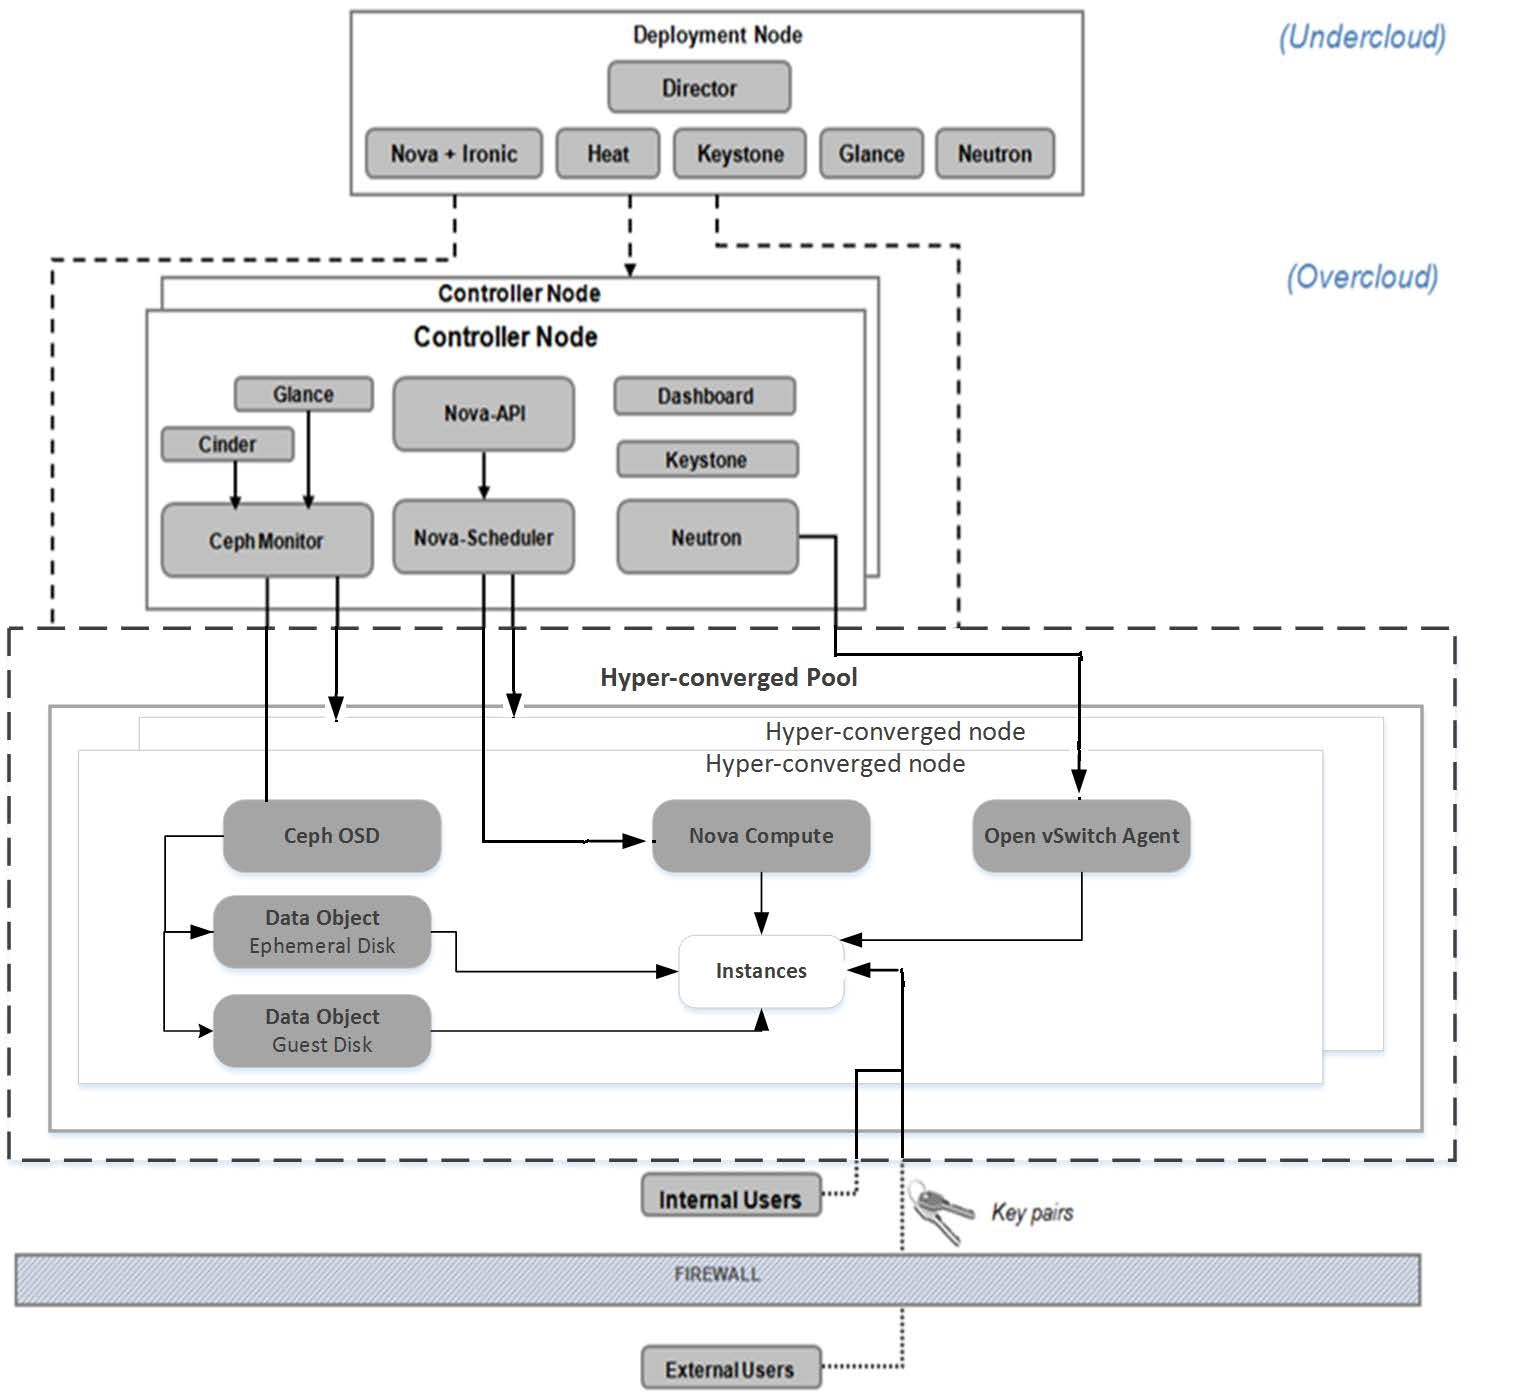 Deployment Node
(Undercloud)
Director
Nova + Ironic
Heat
Keystone
Glance
Neutron
(Overcloud)
Controller Node
Controller Node
Glance
Nova-API
Dashboard
Cinder
Keystone
Ceph Monitor
Nova-Scheduler
Neutron
Hyper-converged Pool
Hyper-converged node
Hyper-converged node
Ceph OSD
Nova Compute
Open vSwitch Agent
Data Object
Ephemeral Disk
Instances
Data Object
Guest Disk
Internal Users
Key pairs
FIREWALL
External Users